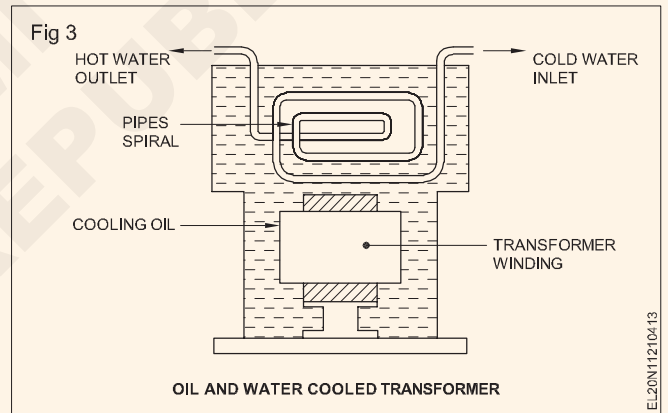 Fig 3
HOT WATER
OUTLET
COLD WATER
INLET
PIPES
SPIRAL
COOLING OIL
TRANSFORMER
WINDING
OIL AND WATER COOLED TRANSFORMER
EL20N11210413